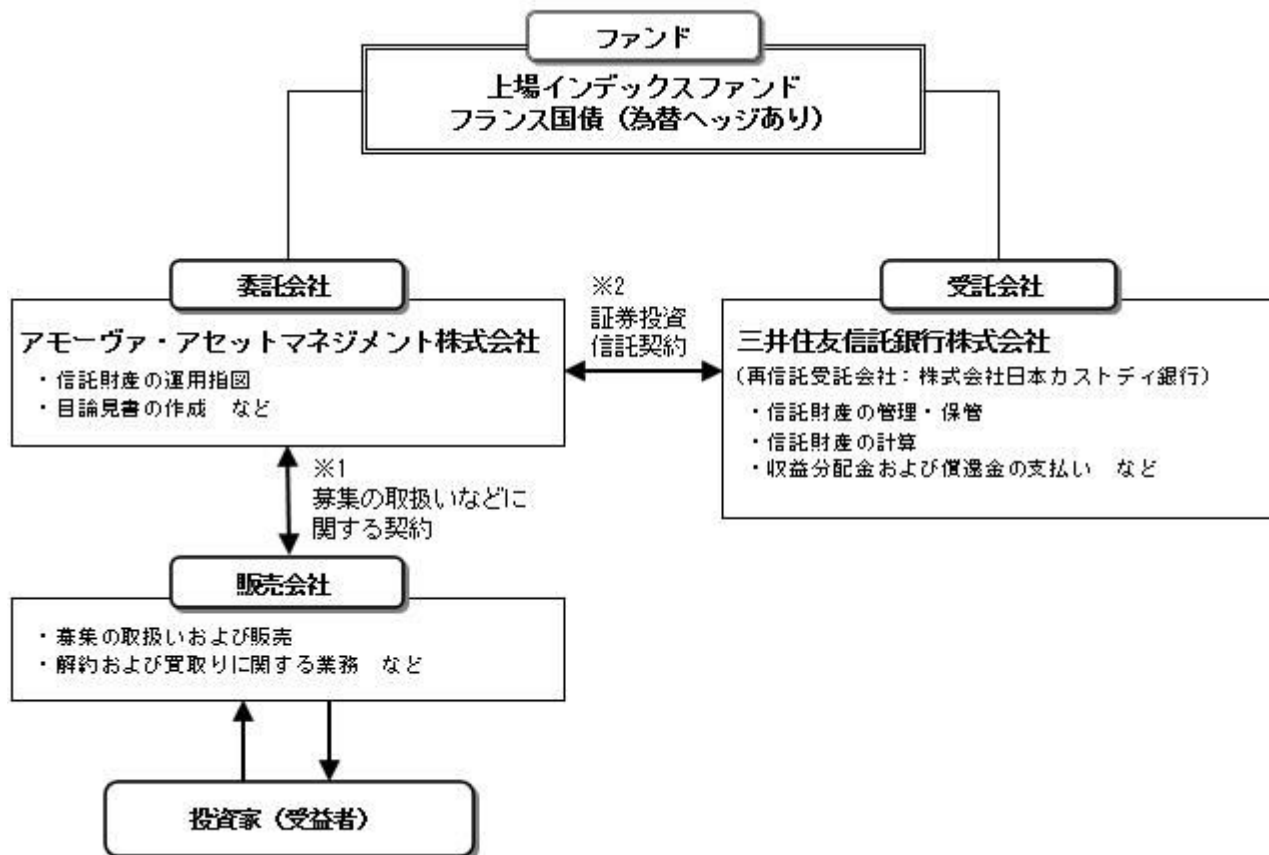 ファンド
上場インデックスファンド
フランス国債（為替ヘッジあり）
委託会社
アモーヴァ・アセットマネジメント株式会社
・信託財産の運用指図
・目論見書の作成　など
※2
証券投資
信託契約
受託会社
三井住友信託銀行株式会社
（再信託受託会社：株式会社日本カストディ銀行）
・信託財産の管理・保管
・信託財産の計算
・収益分配金および償還金の支払い　など
※1
募集の取扱いなどに
関する契約
販売会社
・募集の取扱いおよび販売
・解約および買取りに関する業務　など
投資家（受益者）